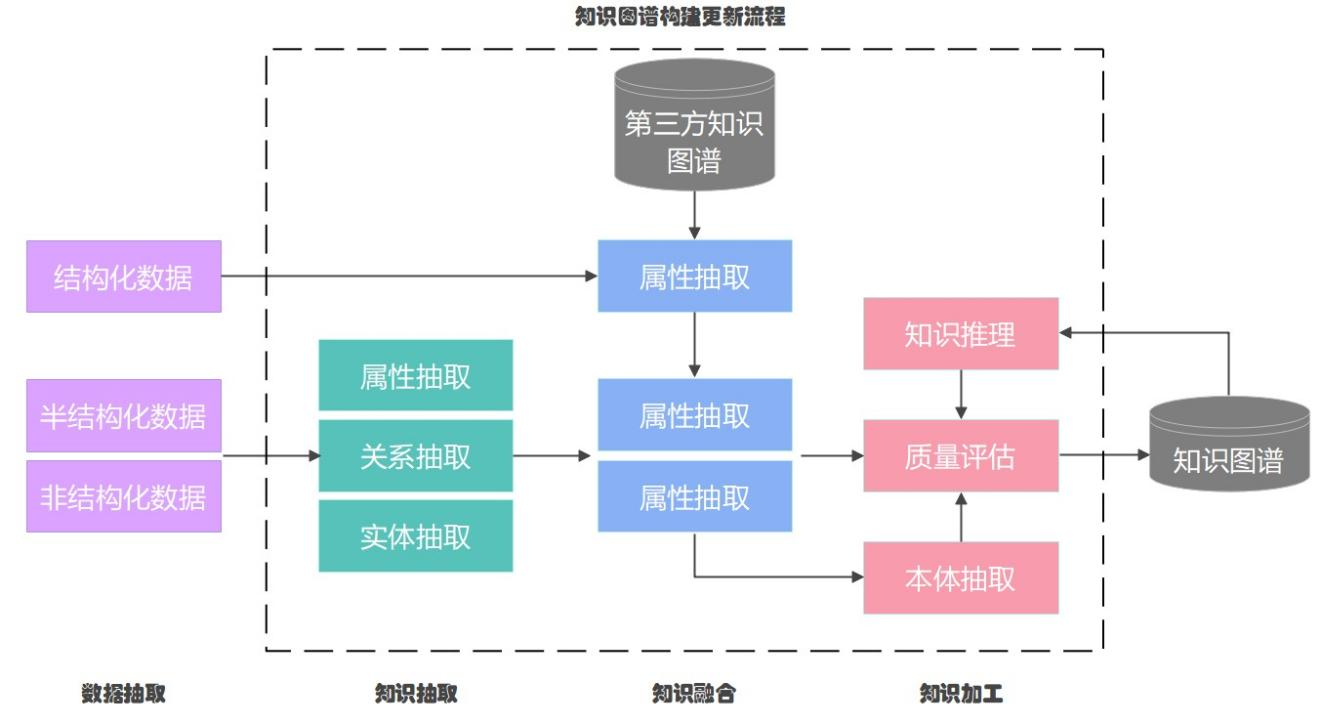 知识图谱构建更新流程
第三方知识
图谱
结构化数据
属性抽取
知识推理
属性抽取
半结构化数据
属性抽取
关系抽取
质量评估
知识图谱
非结构化数据
属性抽取
实体抽取
本体抽取
数据抽取
知识抽取
知识融合
知识加工